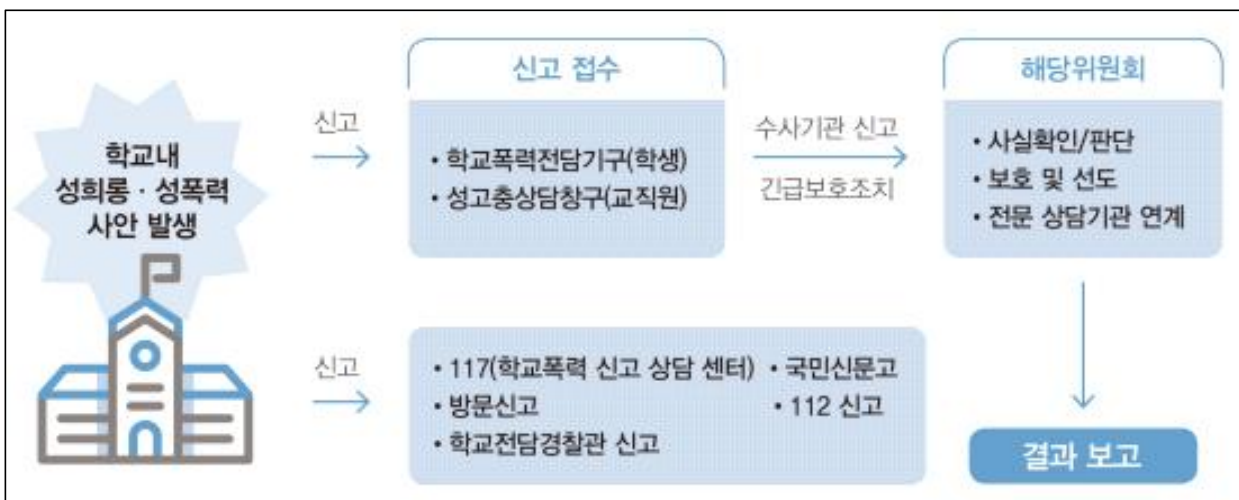 학교내
성희롱 · 성폭력
사안 발생
신고
신고 접수
• 학교폭력전담기구(학생)
• 성고충상담창구(교직원)
수사기관 신고
긴급보호조치
해당위원회
• 사실확인/판단
• 보호 및 선도
• 전문 상담기관 연계
신고
• 117(학교폭력 신고 상담 센터) • 국민신문고
• 방문신고 • 112 신고
• 학교전담경찰관 신고
결과 보고